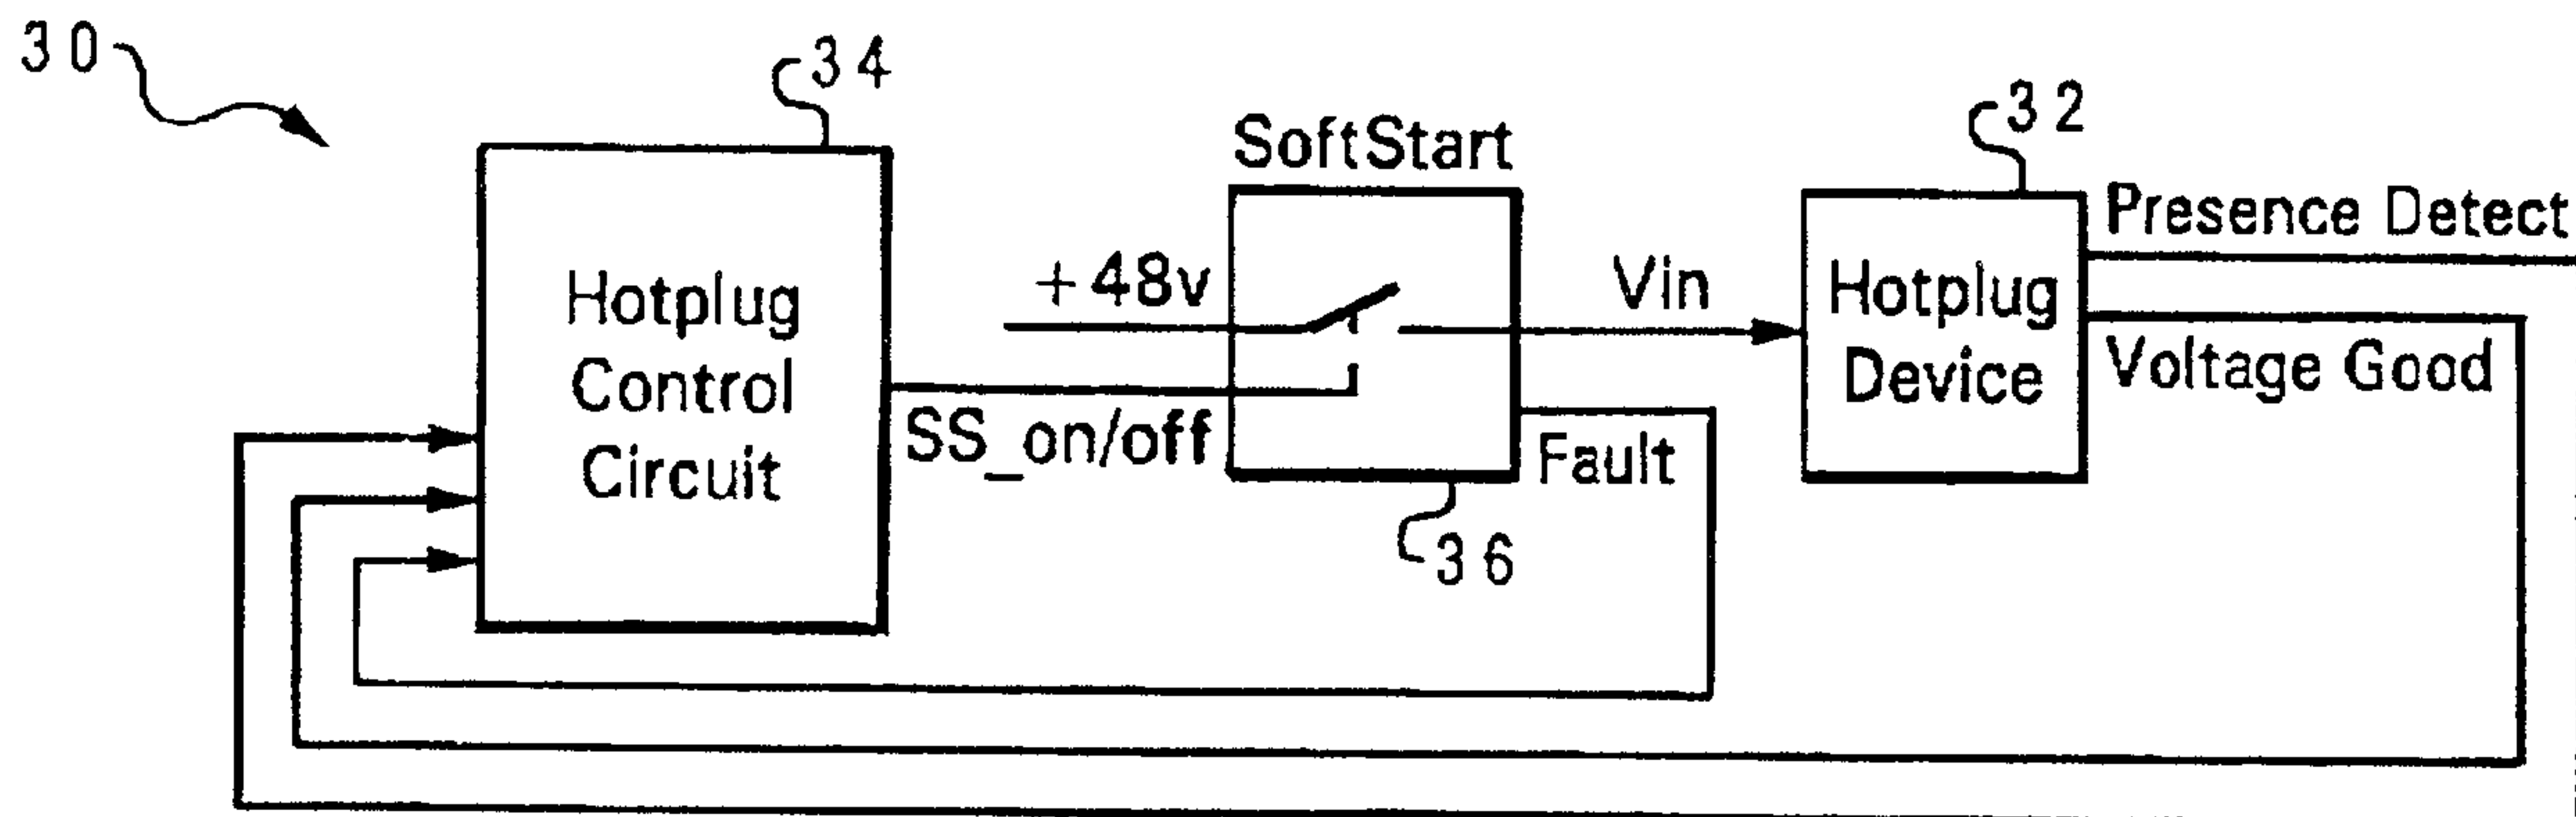 30
34
32
SoftStart
Presence Detect
+48v
Vin
Hotplug
Control
Circuit
Hotplug
Device
Voltage Good
SS_on/off
Fault
36